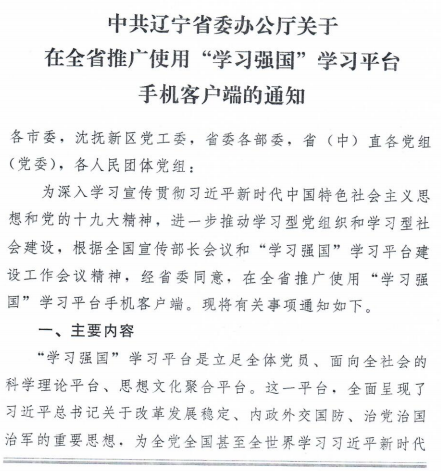 中共辽宁省委办公厅关于
在全省推广使用“学习强国”学习平台
手机客户端的通知
各市委，沈抚新区党工委，省委各部委，省（中）直各党组
（党委），各人民团体党组：
为深入学习宣传贯彻习近平新时代中国特色社会主义思
想和党的十九大精神，进一步推动学习型党组织和学习型社
会建设，根据全国宣传部长会议和“学习强国”学习平台建
设工作会议精神，经省委同意，在全省推广使用“学习强
国”学习平台手机客户端。现将有关事项通知如下。
一、主要内容
“学习强国”学习平台是立足全体党员、面向全社会的
科学理论平台、思想文化聚合平台。这一平台，全面呈现了
习近平总书记关于改革发展稳定、内政外交国防、治党治国
治军的重要思想，为全党全国甚至全世界学习习近平新时代